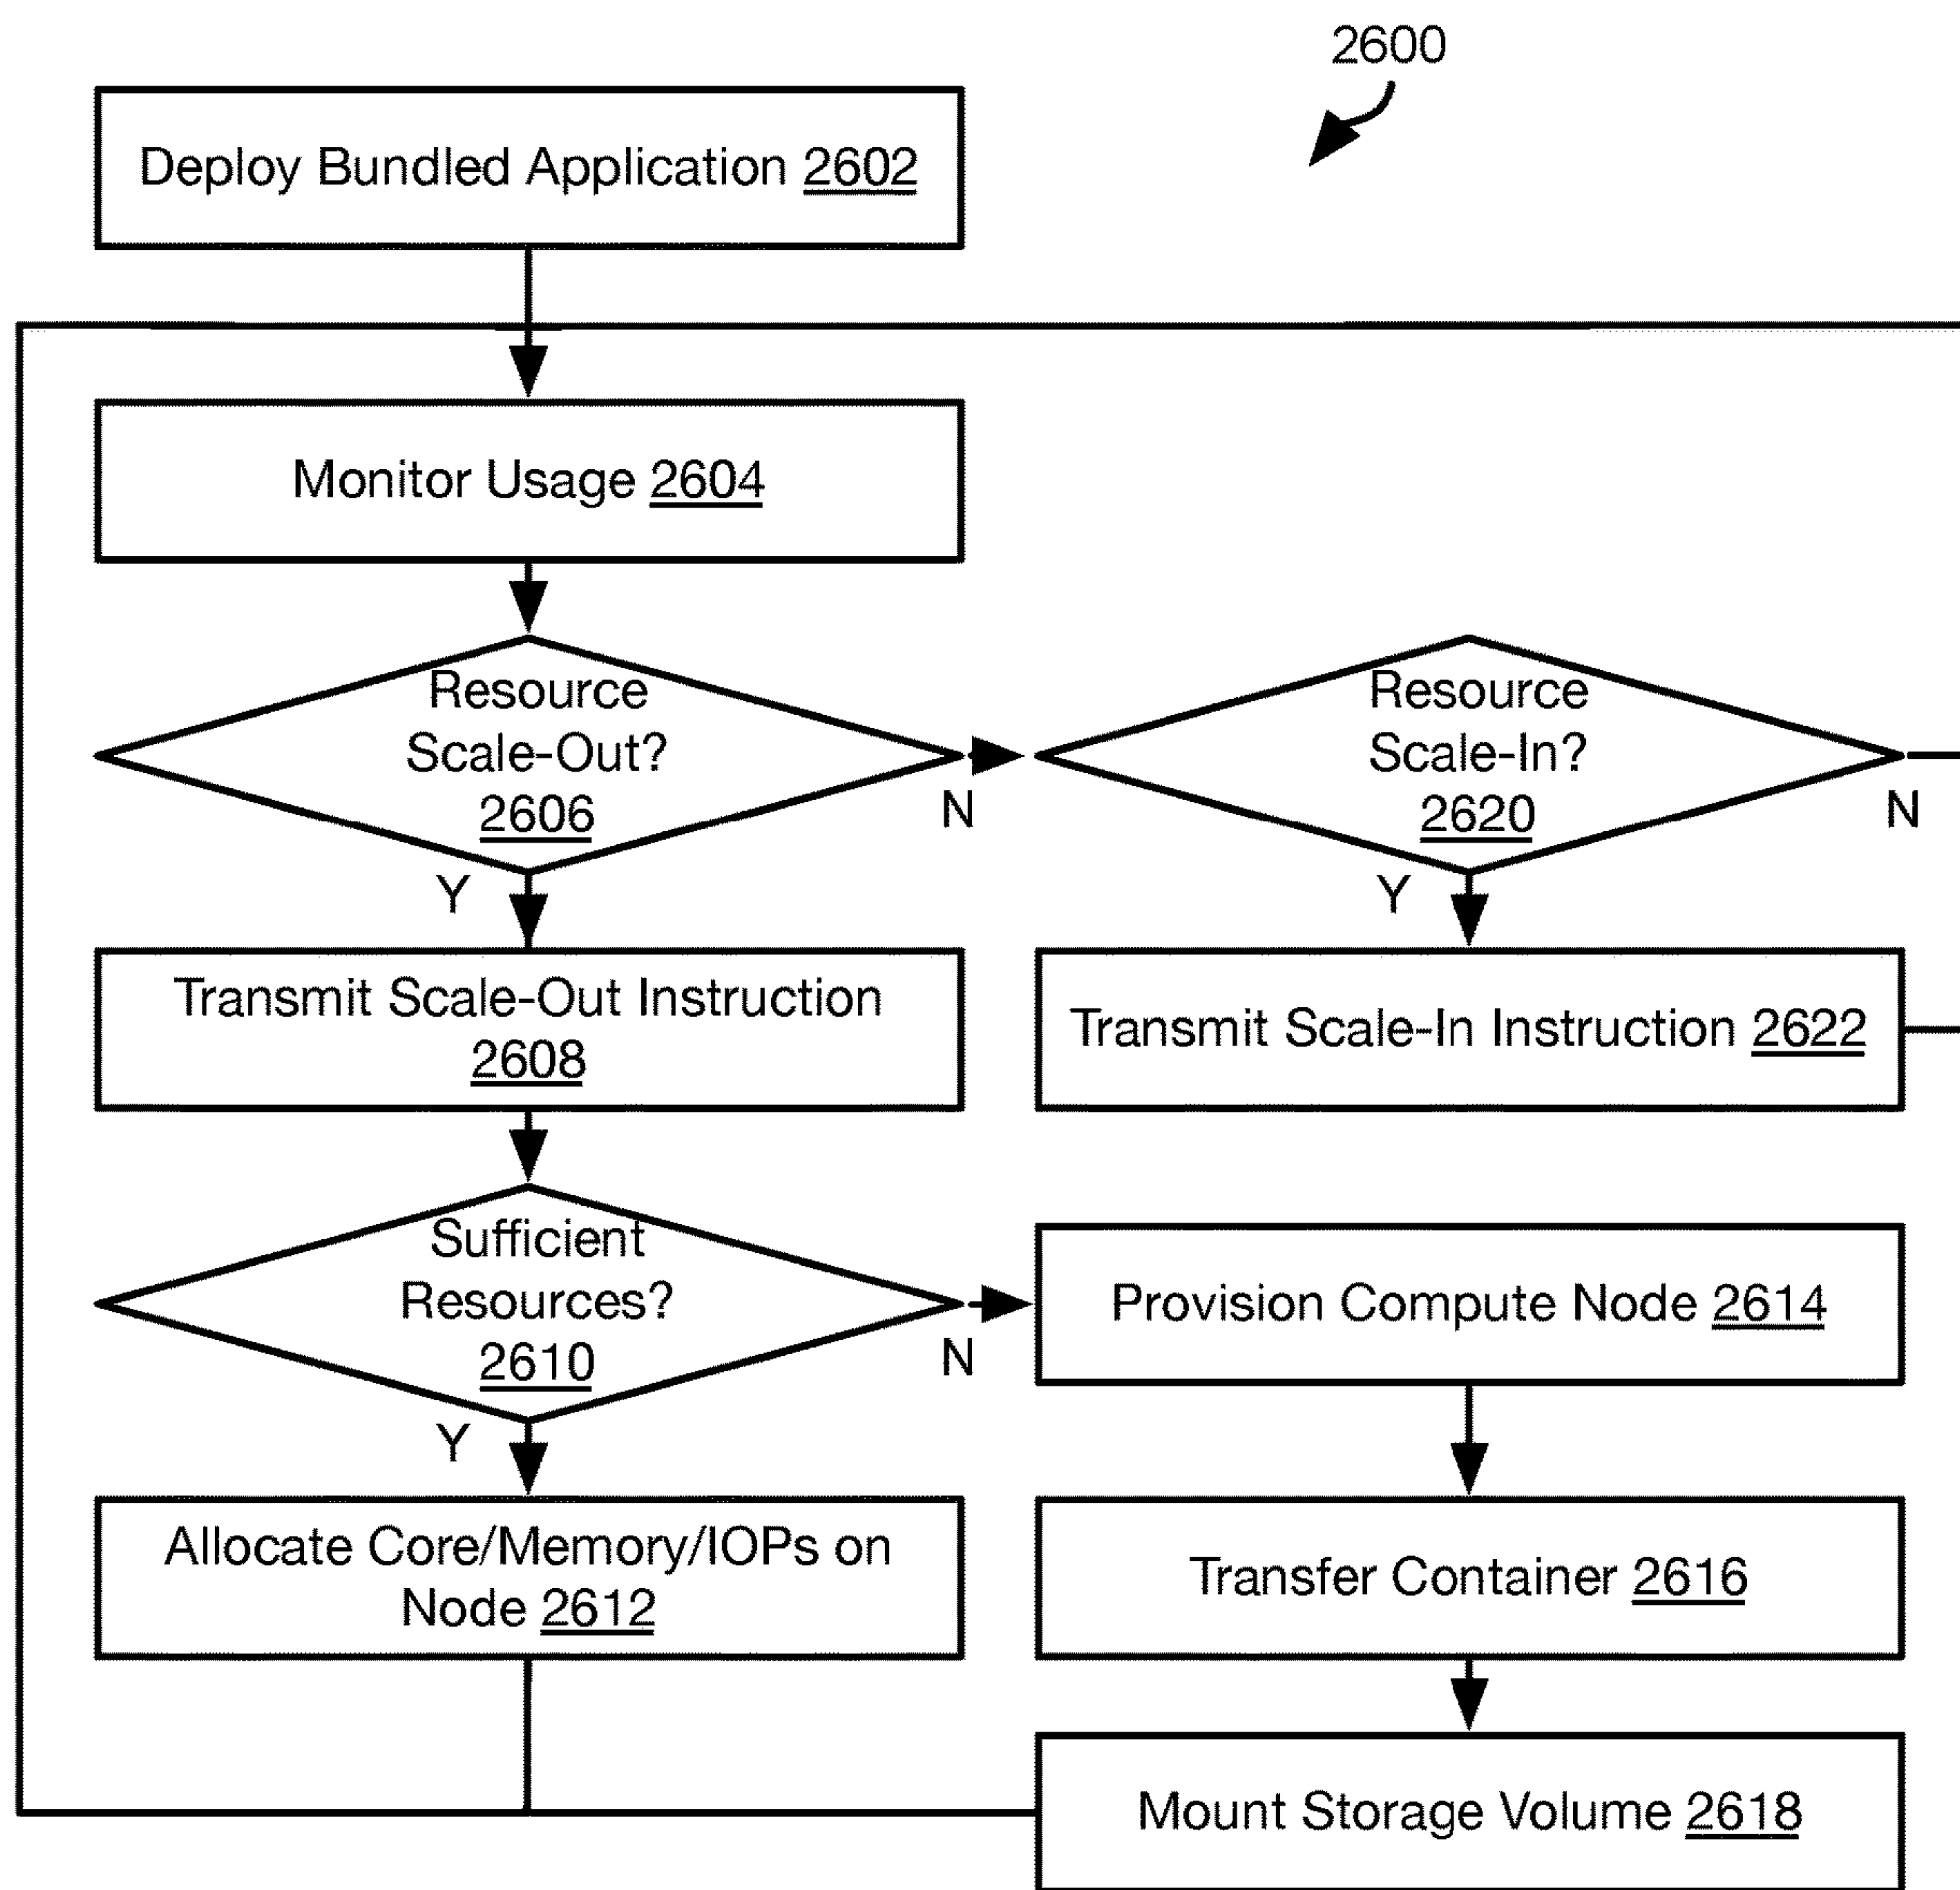 2600
Deploy Bundled Application 2602
Monitor Usage 2604
Resource
Scale-Out?
2606
N
Y
Resource
Scale-In?
2620
N
Y
Transmit Scale-Out Instruction
2608
Transmit Scale-In Instruction 2622
Sufficient
Resources?
2610
N
Y
Provision Compute Node 2614
Allocate Core/Memory/IOPs on
Node 2612
Transfer Container 2616
Mount Storage Volume 2618